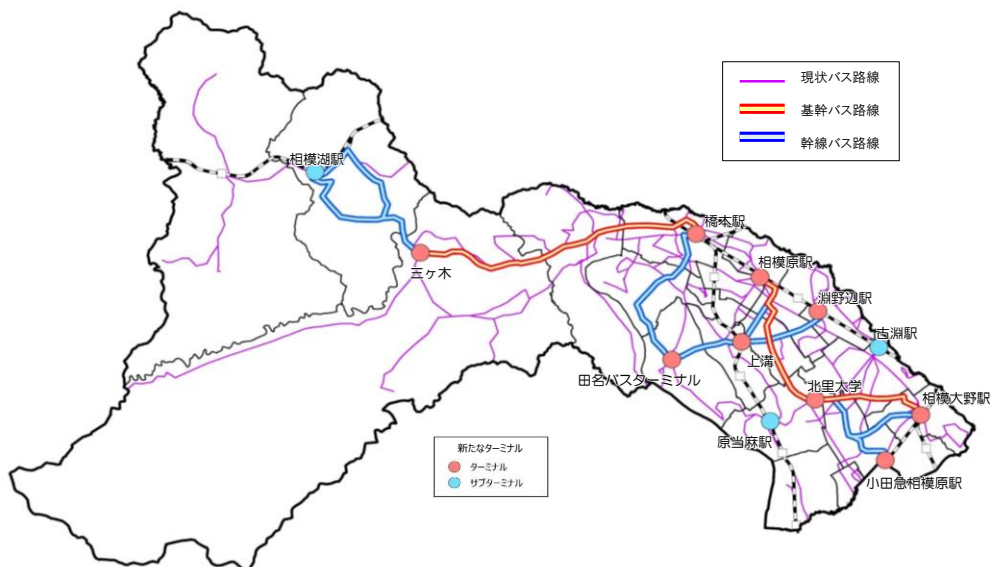 現状バス路線
基幹バス路線
幹線バス路線
相模湖駅
三ヶ木
橋本駅
相模原駅
淵野辺駅
古淵駅
上溝
田名バスターミナル
北里大学
相模大野駅
原当麻駅
小田急相模原駅
新たなターミナル
ターミナル
サブターミナル